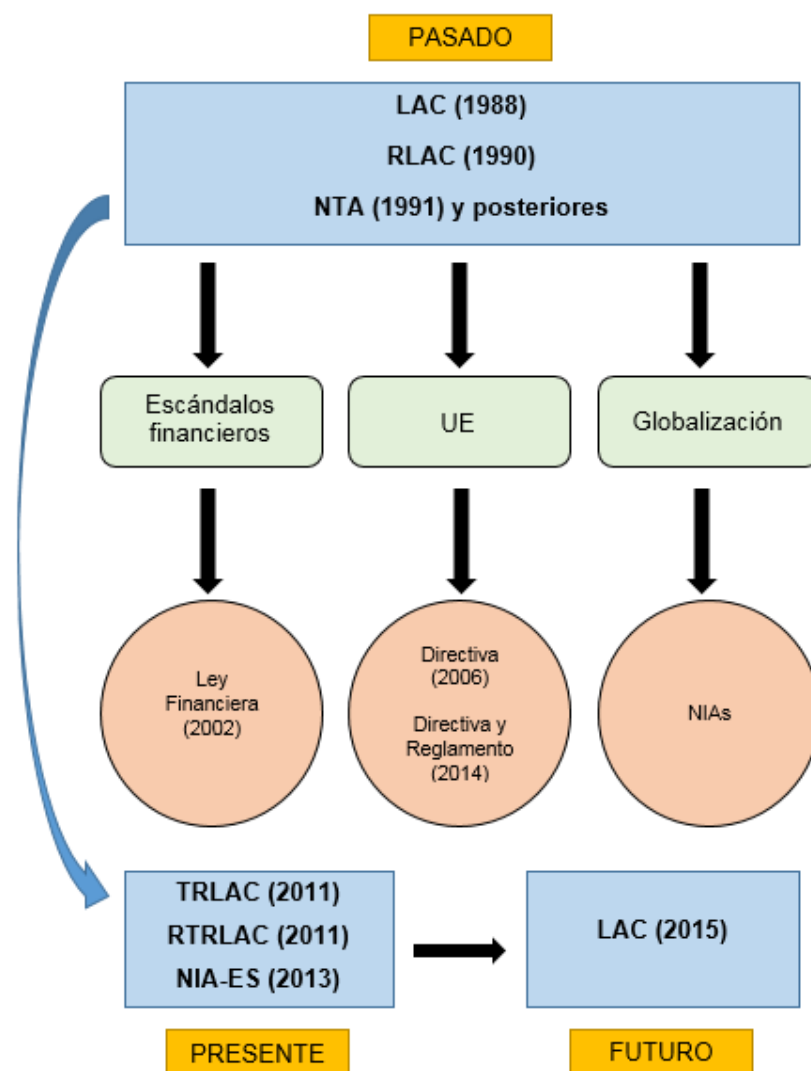 PASADO
LAC (1988)
RLAC (1990)
NTA (1991) y posteriores
Escándalos
financieros
UE
Globalización
Ley
Financiera
(2002)
Directiva
(2006)
Directiva y
Reglamento
(2014)
NIAs
TRLAC (2011)
RTRLAC (2011)
NIA-ES (2013)
LAC (2015)
PRESENTE
FUTURO